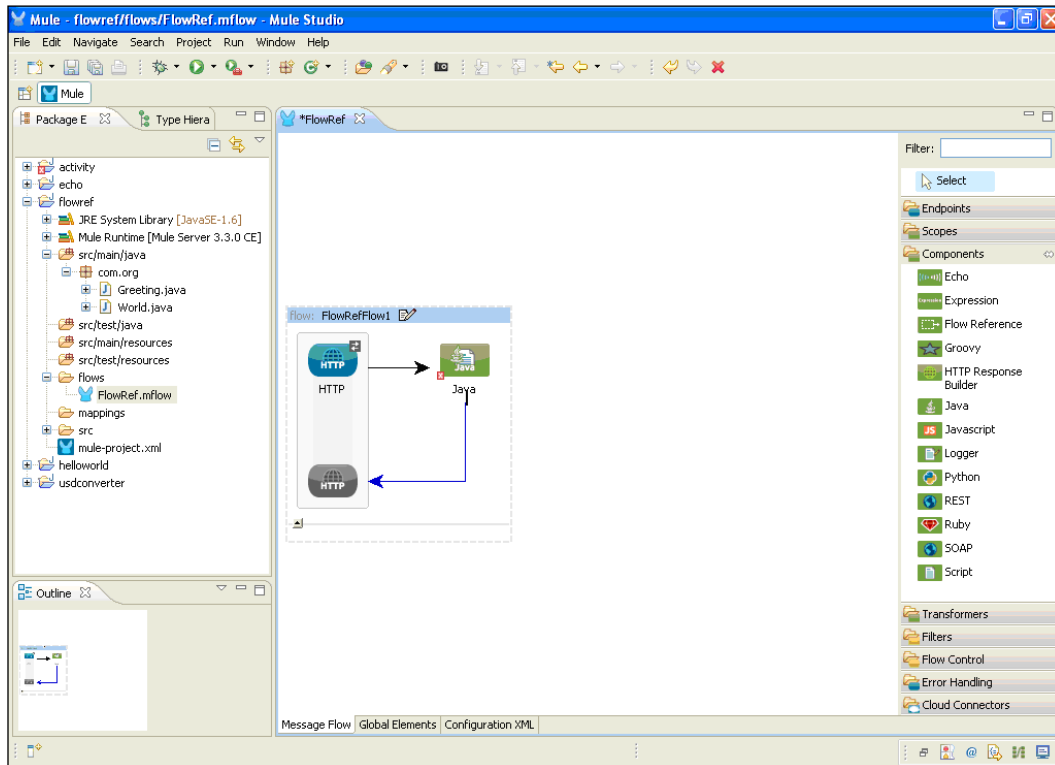 Mule - flowref/flows/FlowRef.mflow - Mule Studio
File Edit Navigate Search Project Run Window Help
Mule
Package E
Type Hiera
*FlowRef
activity
echo
flowref
JRE System Library [JavaSE-1.6]
Mule Runtime [Mule Server 3.3.0 CE]
src/main/java
com.org
Greeting.java
World.java
src/test/java
src/main/resources
src/test/resources
flows
FlowRef.mflow
mappings
src
mule-project.xml
helloworld
usdconverter
Outline
flow: FlowRefFlow1
HTTP
Java
HTTP
Java
HTTP
Message Flow Global Elements Configuration XML
Filter:
Select
Endpoints
Scopes
Components
Echo
Expression
Flow Reference
Groovy
HTTP Response
Builder
Java
JS Javascript
Logger
Python
REST
Ruby
SOAP
Script
Transformers
Filters
Flow Control
Error Handling
Cloud Connectors